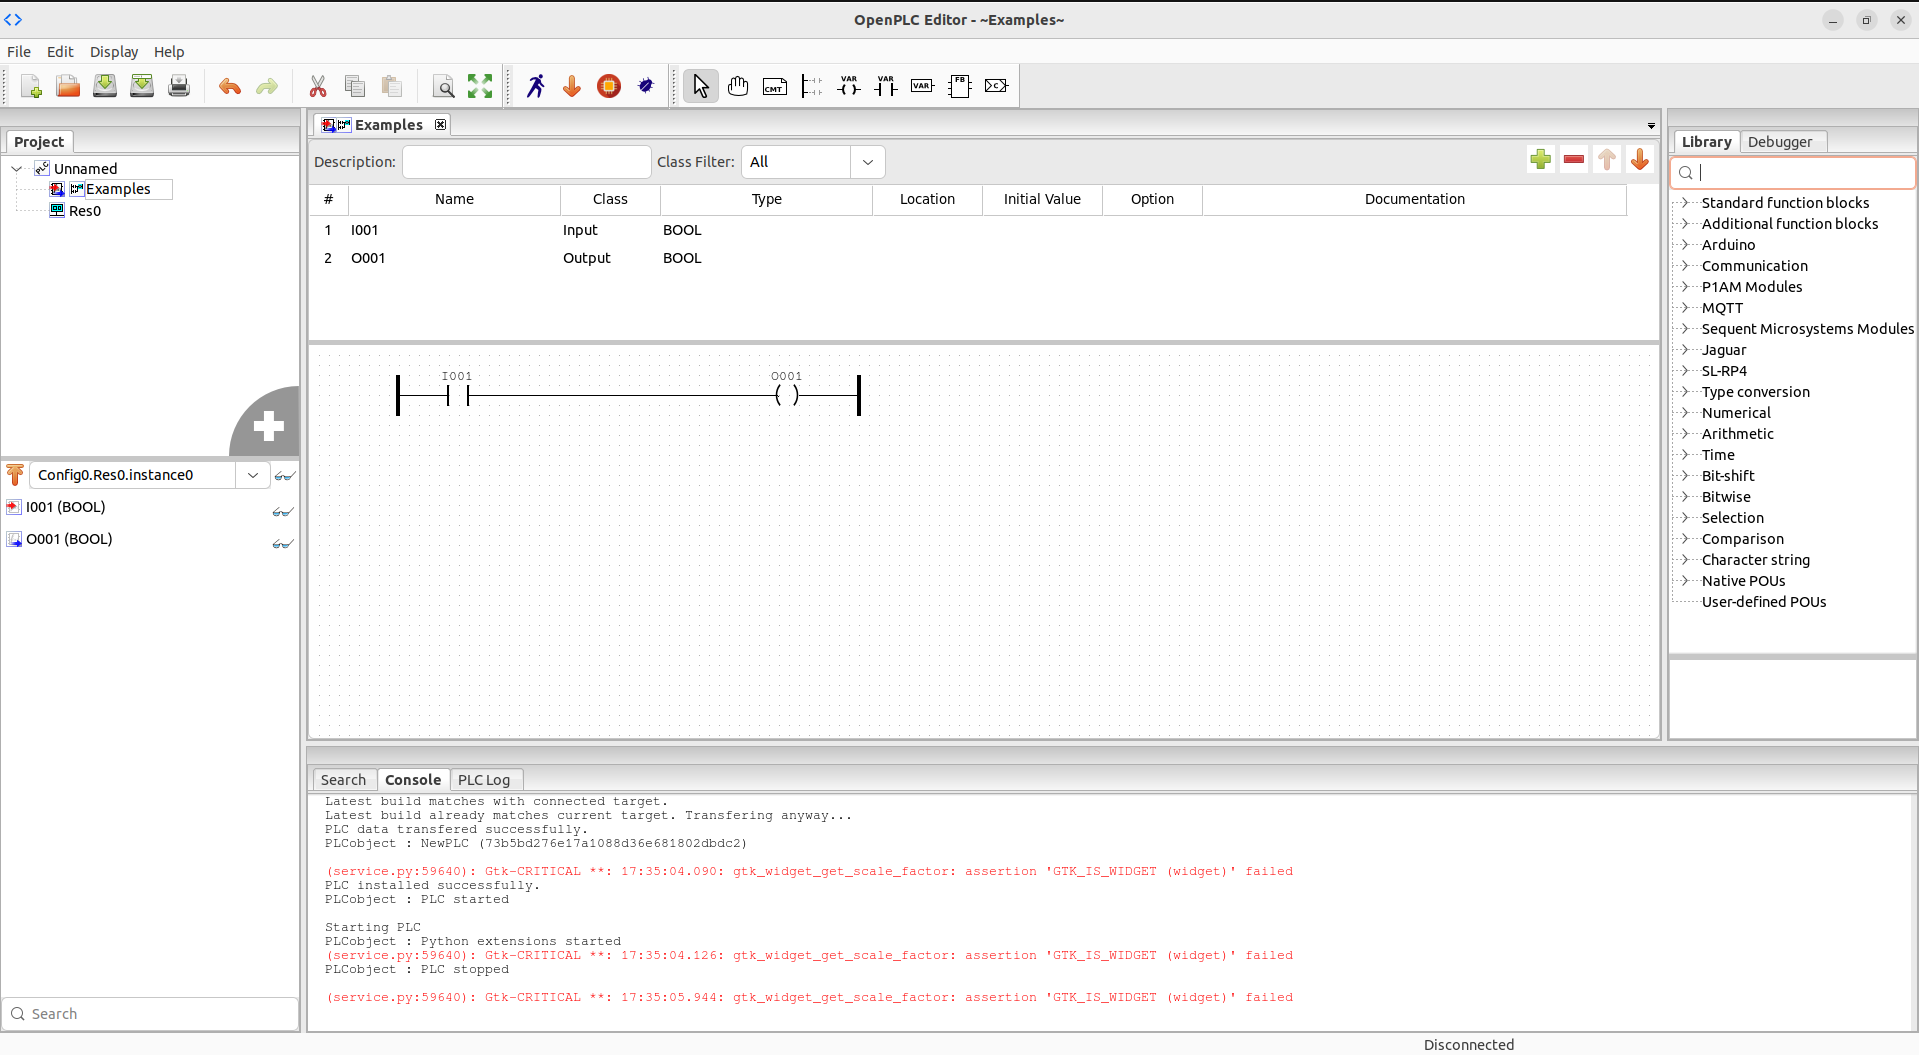 OpenPLC Editor - ~Examples~
File Edit Display Help
CMT VAR VAR VAR FB >C>
Project
Unnamed
Examples
Res0
Config0.Res0.instance0
I001 (BOOL)
O001 (BOOL)
Search
Examples
Description: Class Filter: All
# Name Class Type Location Initial Value Option Documentation
1 I001 Input BOOL
2 O001 Output BOOL
I001 O001
Search Console PLC Log
Latest build matches with connected target.
Latest build already matches current target. Transfering anyway...
PLC data transfered successfully.
PLCobject : NewPLC (73b5bd276e17a1088d36e681802dbdc2)
(service.py:59640): Gtk-CRITICAL **: 17:35:04.090: gtk_widget_get_scale_factor: assertion 'GTK_IS_WIDGET (widget)' failed
PLC installed successfully.
PLCobject : PLC started
Starting PLC
PLCobject : Python extensions started
(service.py:59640): Gtk-CRITICAL **: 17:35:04.126: gtk_widget_get_scale_factor: assertion 'GTK_IS_WIDGET (widget)' failed
PLCobject : PLC stopped
(service.py:59640): Gtk-CRITICAL **: 17:35:05.944: gtk_widget_get_scale_factor: assertion 'GTK_IS_WIDGET (widget)' failed
Library Debugger
Standard function blocks
Additional function blocks
Arduino
Communication
P1AM Modules
MQTT
Sequent Microsystems Modules
Jaguar
SL-RP4
Type conversion
Numerical
Arithmetic
Time
Bit-shift
Bitwise
Selection
Comparison
Character string
Native POUs
User-defined POUs
Disconnected